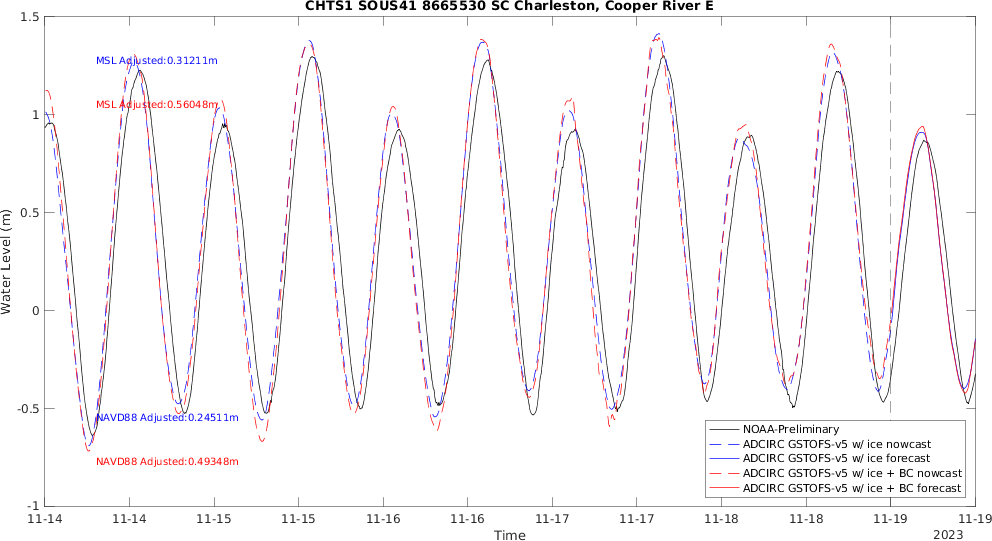 CHTS1 SOUS41 8665530 SC Charleston, Cooper River E
1.5
1
0.5
0
-0.5
-1
Water Level (m)
MSL Adjusted:0.31211m
MSL Adjusted:0.56048m
NAVD88 Adjusted:0.24511m
NAVD88 Adjusted:0.49348m
NOAA-Preliminary
ADCIRC GSTOFS-v5 w/ ice nowcast
ADCIRC GSTOFS-v5 w/ ice forecast
ADCIRC GSTOFS-v5 w/ ice + BC nowcast
ADCIRC GSTOFS-v5 w/ ice + BC forecast
11-14 11-14 11-15 11-15 11-16 11-16 11-17 11-17 11-18 11-18 11-19 11-19
Time
2023